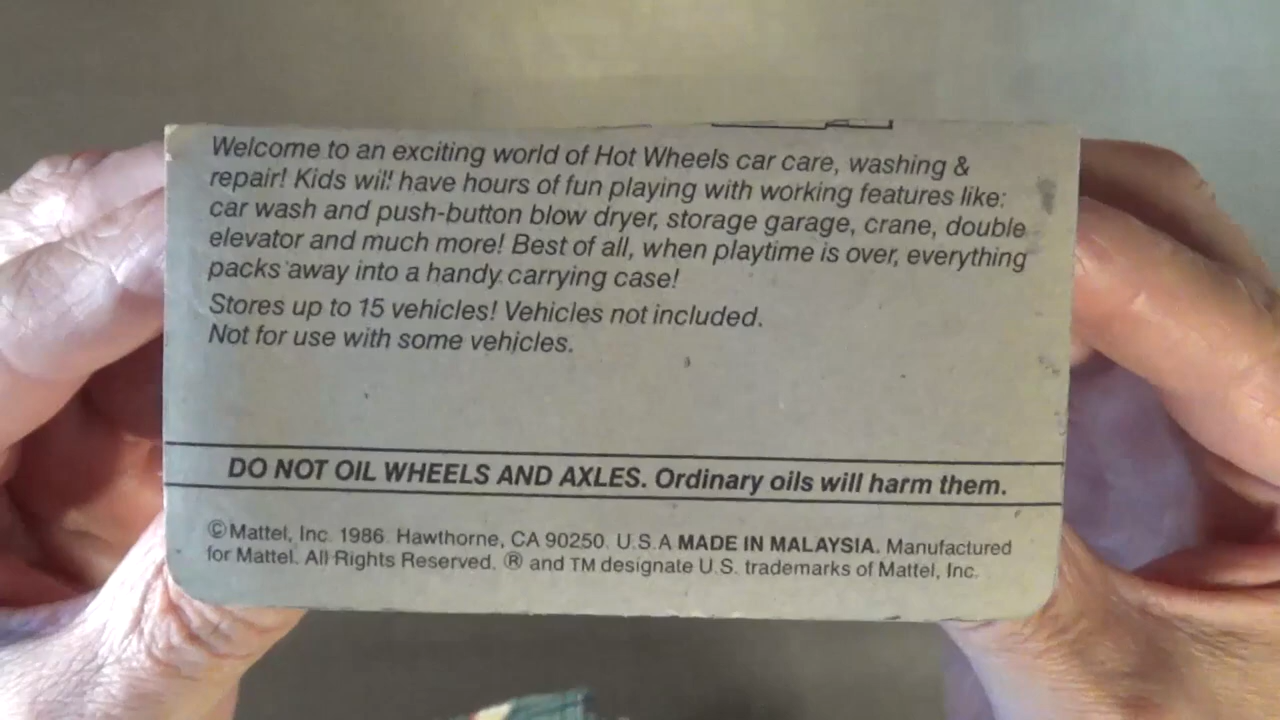 Welcome to an exciting world of Hot Wheels car care, washing &
repair! Kids will have hours of fun playing with working features like:
car wash and push-button blow dryer, storage garage, crane, double
elevator and much more! Best of all, when playtime is over, everything
packs away into a handy carrying case!
Stores up to 15 vehicles! Vehicles not included.
Not for use with some vehicles.
DO NOT OIL WHEELS AND AXLES. Ordinary oils will harm them.
©Mattel, Inc. 1986. Hawthorne, CA 90250. U.S.A MADE IN MALAYSIA. Manufactured
for Mattel. All Rights Reserved. ® and TM designate U.S. trademarks of Mattel, Inc.